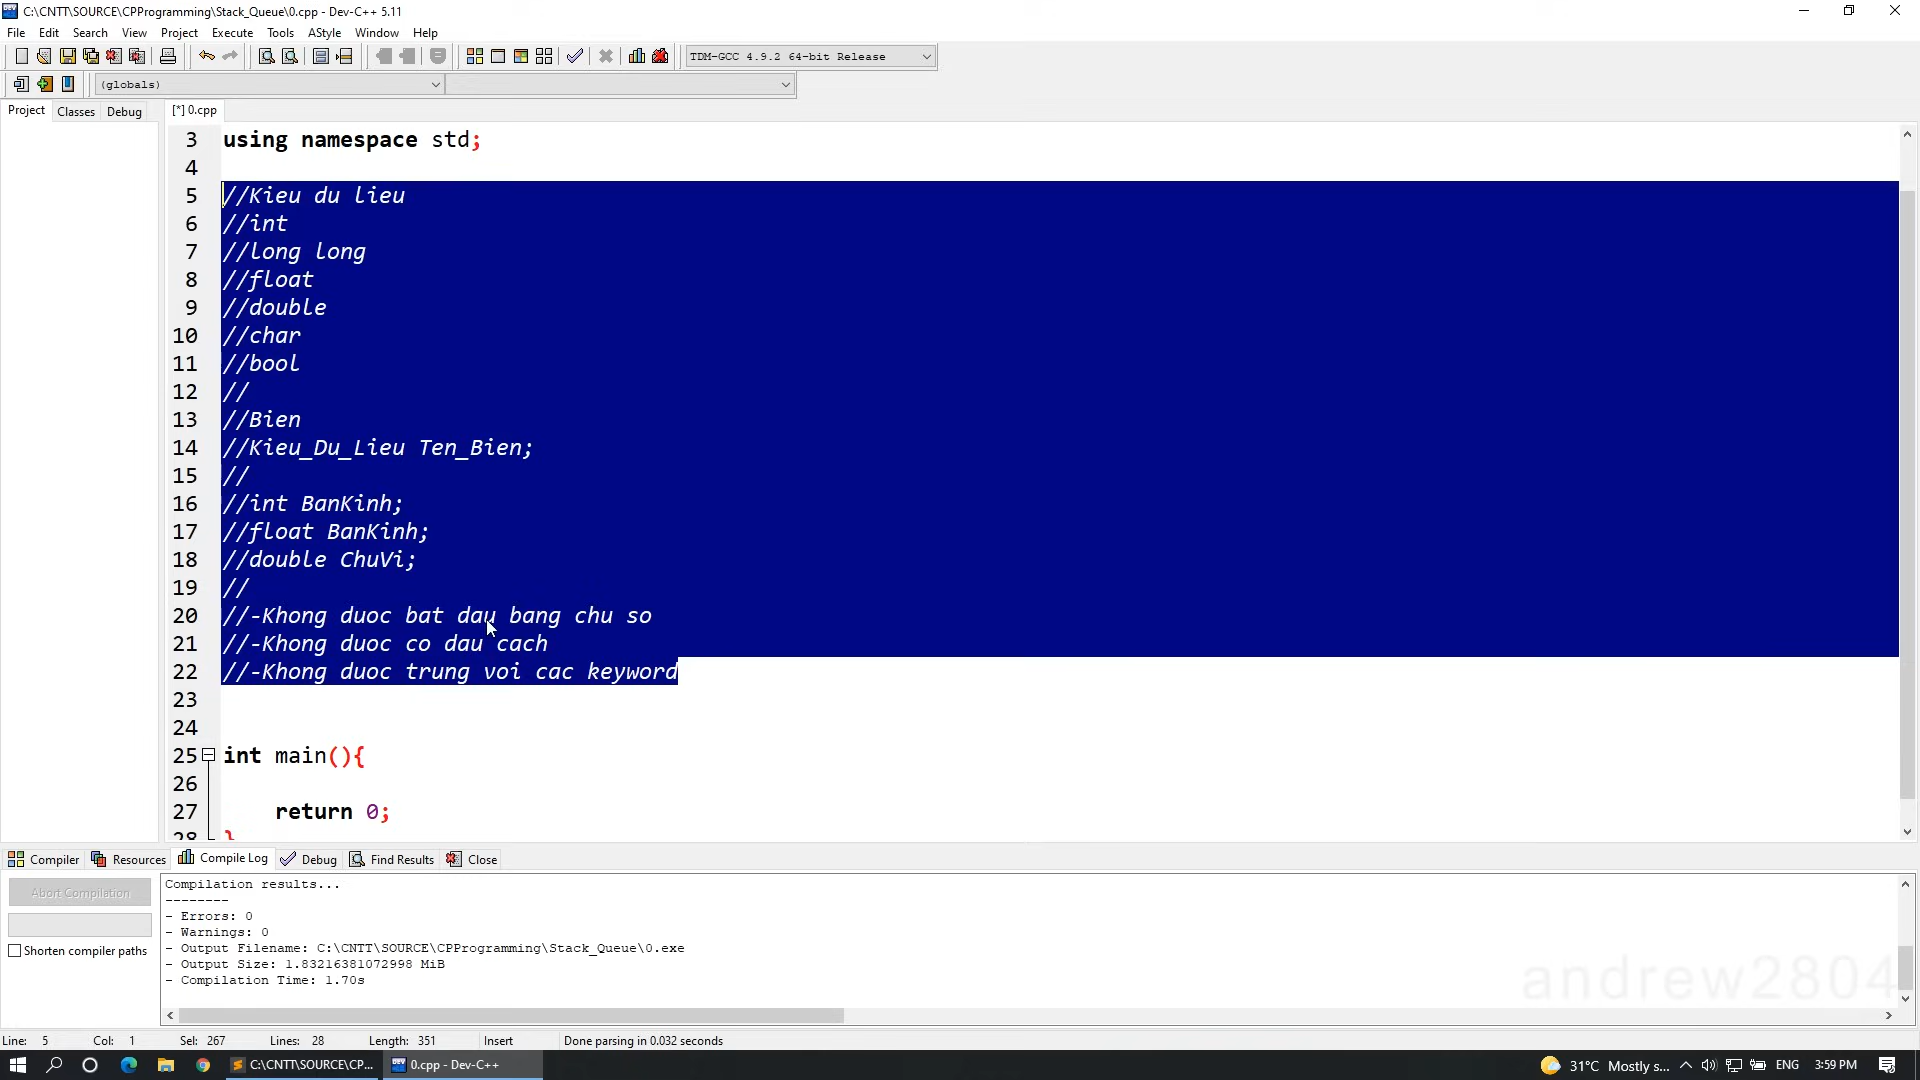 C:\CNTT\SOURCE\CPProgramming\Stack_Queue\0.cpp - Dev-C++ 5.11
File Edit Search View Project Execute Tools AStyle Window Help
TDM-GCC 4.9.2 64-bit Release
(globals)
Project Classes Debug [*] 0.cpp
3 using namespace std;
4
5 //Kieu du lieu
6 //int
7 //long long
8 //float
9 //double
10 //char
11 //bool
12 //
13 //Bien
14 //Kieu_Du_Lieu Ten_Bien;
15 //
16 //int BanKinh;
17 //float BanKinh;
18 //double ChuVi;
19 //
20 //-Khong duoc bat dau bang chu so
21 //-Khong duoc co dau cach
22 //-Khong duoc trung voi cac keyword
23
24
25 int main(){
26
27 return 0;
28 }
Compiler Resources Compile Log Debug Find Results Close
Abort Compilation
Shorten compiler paths
Compilation results...
--------
- Errors: 0
- Warnings: 0
- Output Filename: C:\CNTT\SOURCE\CPProgramming\Stack_Queue\0.exe
- Output Size: 1.83216381072998 MiB
- Compilation Time: 1.70s
andrew2804
Line: 5 Col: 1 Sel: 267 Lines: 28 Length: 351 Insert Done parsing in 0.032 seconds
C:\CNTT\SOURCE\CP... 0.cpp - Dev-C++ 31°C Mostly s... ENG 3:59 PM